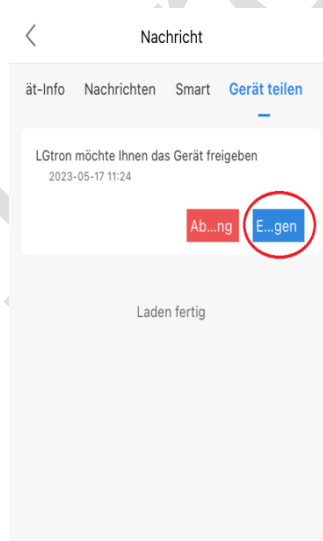 Nachricht
ät-Info Nachrichten Smart Gerät teilen
LGtron möchte Ihnen das Gerät freigeben
2023-05-17 11:24
Ab...ng E...gen
Laden fertig